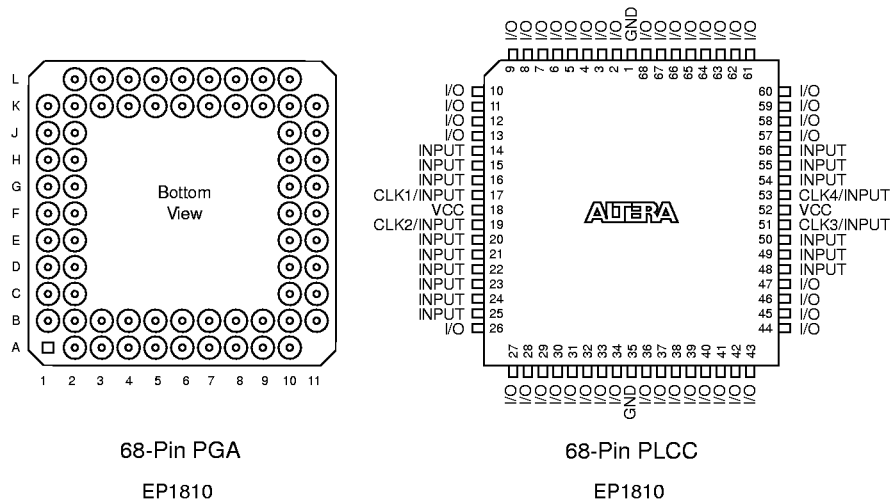 L
K
J
H
G
F
E
D
C
B
A
1 2 3 4 5 6 7 8 9 10 11
Bottom
View
68-Pin PGA
EP1810
I/O I/O I/O I/O I/O I/O I/O I/O GND I/O I/O I/O I/O I/O I/O I/O I/O
9 8 7 6 5 4 3 2 1 68 67 66 65 64 63 62 61
I/O 10
I/O 11
I/O 12
I/O 13
INPUT 14
INPUT 15
INPUT 16
CLK1/INPUT 17
VCC 18
CLK2/INPUT 19
INPUT 20
INPUT 21
INPUT 22
INPUT 23
INPUT 24
INPUT 25
I/O 26
ALTERA
60 I/O
59 I/O
58 I/O
57 I/O
56 INPUT
55 INPUT
54 INPUT
53 CLK4/INPUT
52 VCC
51 CLK3/INPUT
50 INPUT
49 INPUT
48 INPUT
47 I/O
46 I/O
45 I/O
44 I/O
27 28 29 30 31 32 33 34 35 36 37 38 39 40 41 42 43
I/O I/O I/O I/O I/O I/O I/O I/O GND I/O I/O I/O I/O I/O I/O I/O I/O
68-Pin PLCC
EP1810